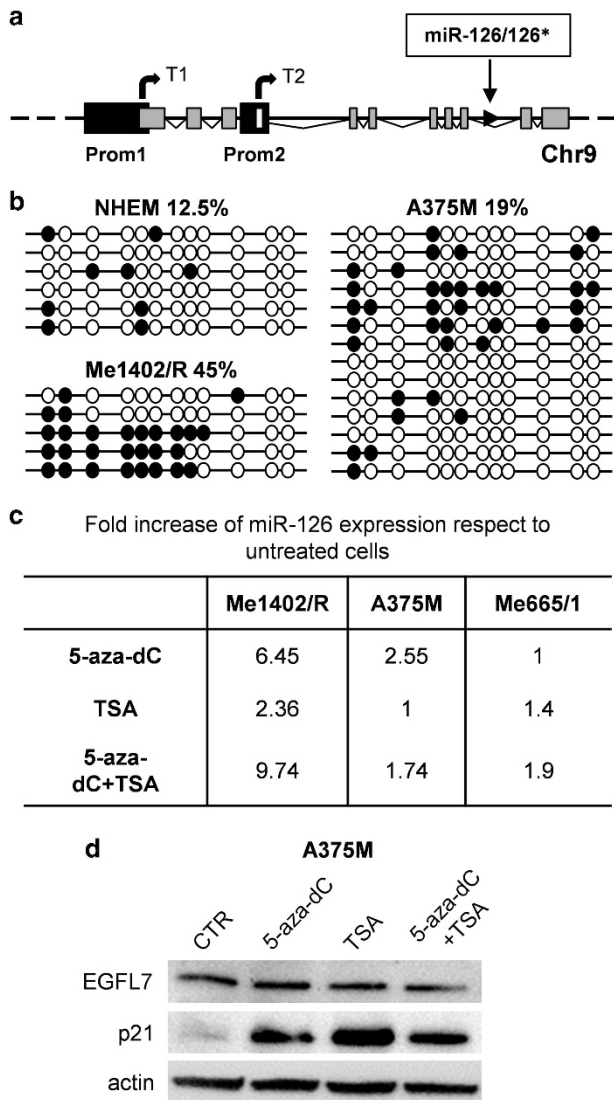 a
miR-126/126*
T1
T2
Prom1
Prom2
Chr9
b
NHEM 12.5%
A375M 19%
Me1402/R 45%
c
Fold increase of miR-126 expression respect to
untreated cells
Me1402/R A375M Me665/1
5-aza-dC 6.45 2.55 1
TSA 2.36 1 1.4
5-aza-
dC+TSA 9.74 1.74 1.9
d
A375M
CTR
5-aza-dC
TSA
5-aza-dC
+TSA
EGFL7
p21
actin